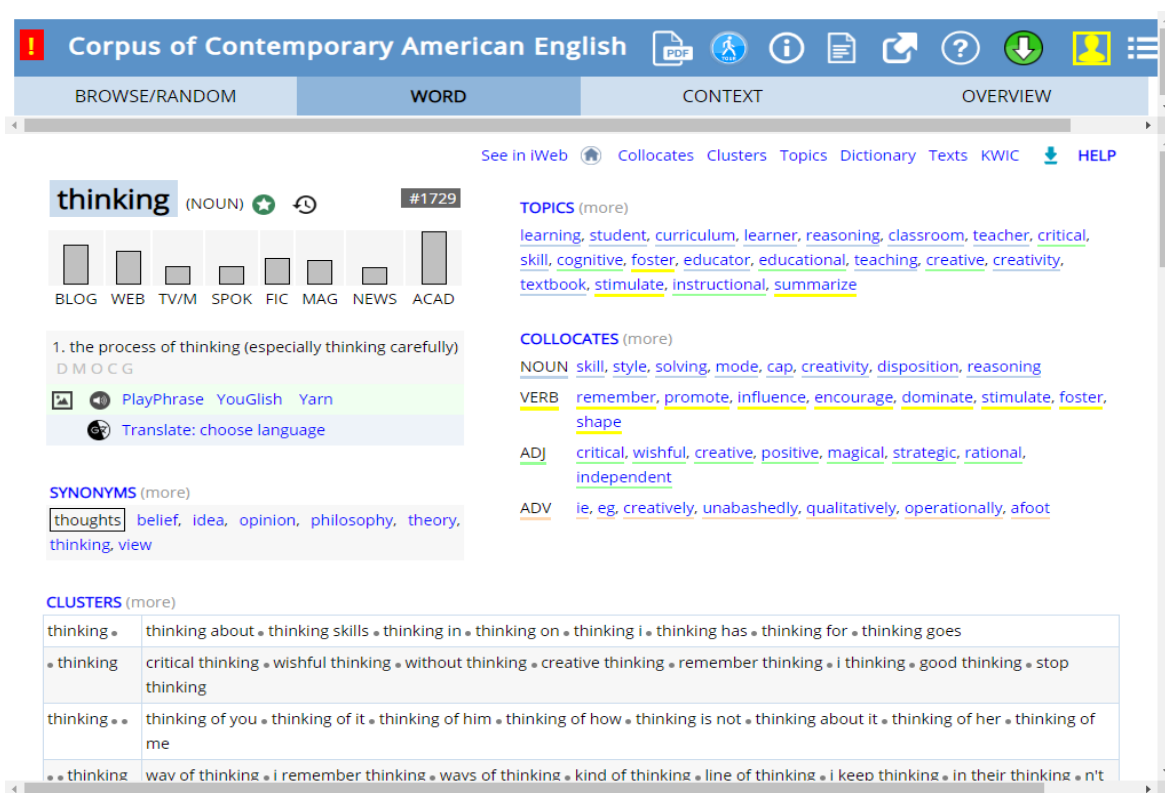 ! Corpus of Contemporary American English PDF TOUR
BROWSE/RANDOM WORD CONTEXT OVERVIEW
See in iWeb Collocates Clusters Topics Dictionary Texts KWIC HELP
thinking (NOUN) #1729
BLOG WEB TV/M SPOK FIC MAG NEWS ACAD
1. the process of thinking (especially thinking carefully)
D M O C G
PlayPhrase YouGlish Yarn
Translate: choose language
SYNONYMS (more)
thoughts belief, idea, opinion, philosophy, theory,
thinking, view
TOPICS (more)
learning, student, curriculum, learner, reasoning, classroom, teacher, critical,
skill, cognitive, foster, educator, educational, teaching, creative, creativity,
textbook, stimulate, instructional, summarize
COLLOCATES (more)
NOUN skill, style, solving, mode, cap, creativity, disposition, reasoning
VERB remember, promote, influence, encourage, dominate, stimulate, foster,
shape
ADJ critical, wishful, creative, positive, magical, strategic, rational,
independent
ADV ie, eg, creatively, unabashedly, qualitatively, operationally, afoot
CLUSTERS (more)
thinking • thinking about • thinking skills • thinking in • thinking on • thinking i • thinking has • thinking for • thinking goes
• thinking critical thinking • wishful thinking • without thinking • creative thinking • remember thinking • i thinking • good thinking • stop
thinking
thinking • • thinking of you • thinking of it • thinking of him • thinking of how • thinking is not • thinking about it • thinking of her • thinking of
me
• • thinking way of thinking • i remember thinking • ways of thinking • kind of thinking • line of thinking • i keep thinking • in their thinking • n't